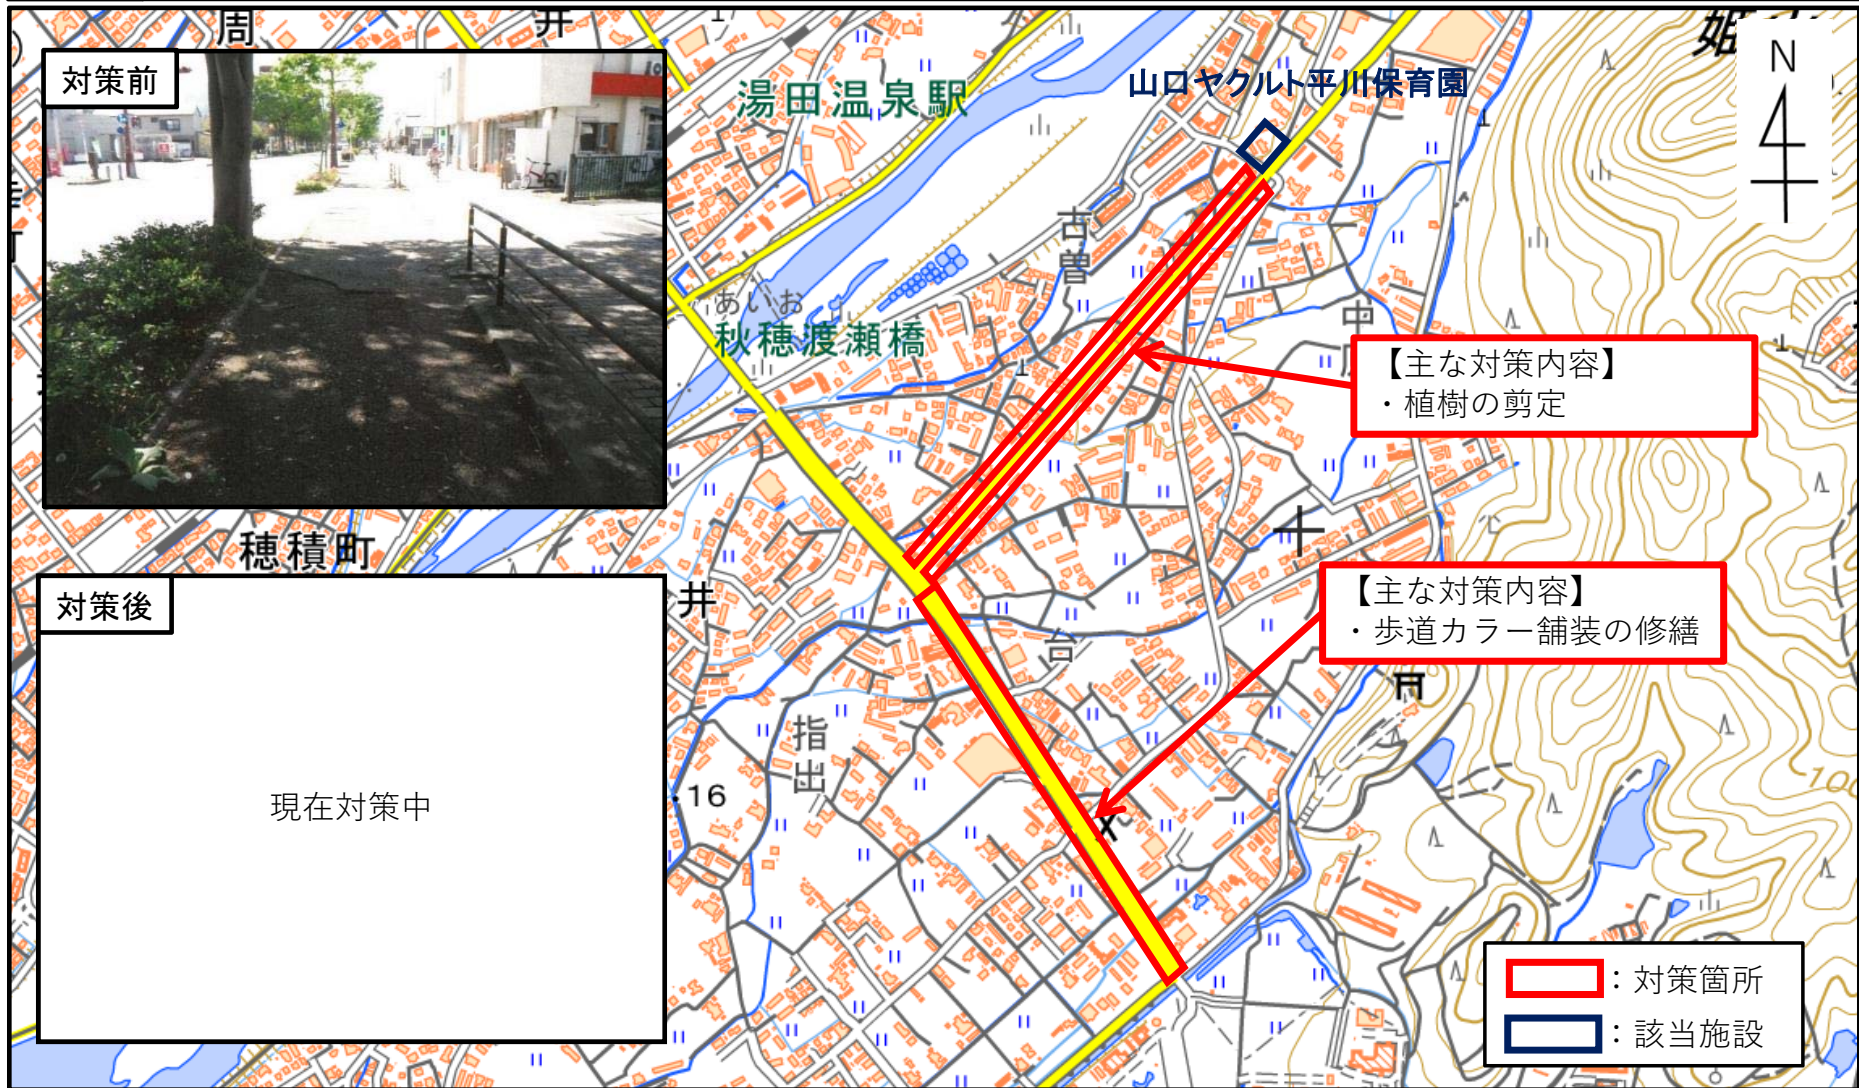 周
井
対策前
湯田温泉駅
山口ヤクルト平川保育園
N
古曽
あいお
秋穂渡瀬橋
中
【主な対策内容】
・植樹の剪定
穂積町
対策後
井
台
【主な対策内容】
・歩道カラー舗装の修繕
指出
・16
現在対策中
：対策箇所
：該当施設